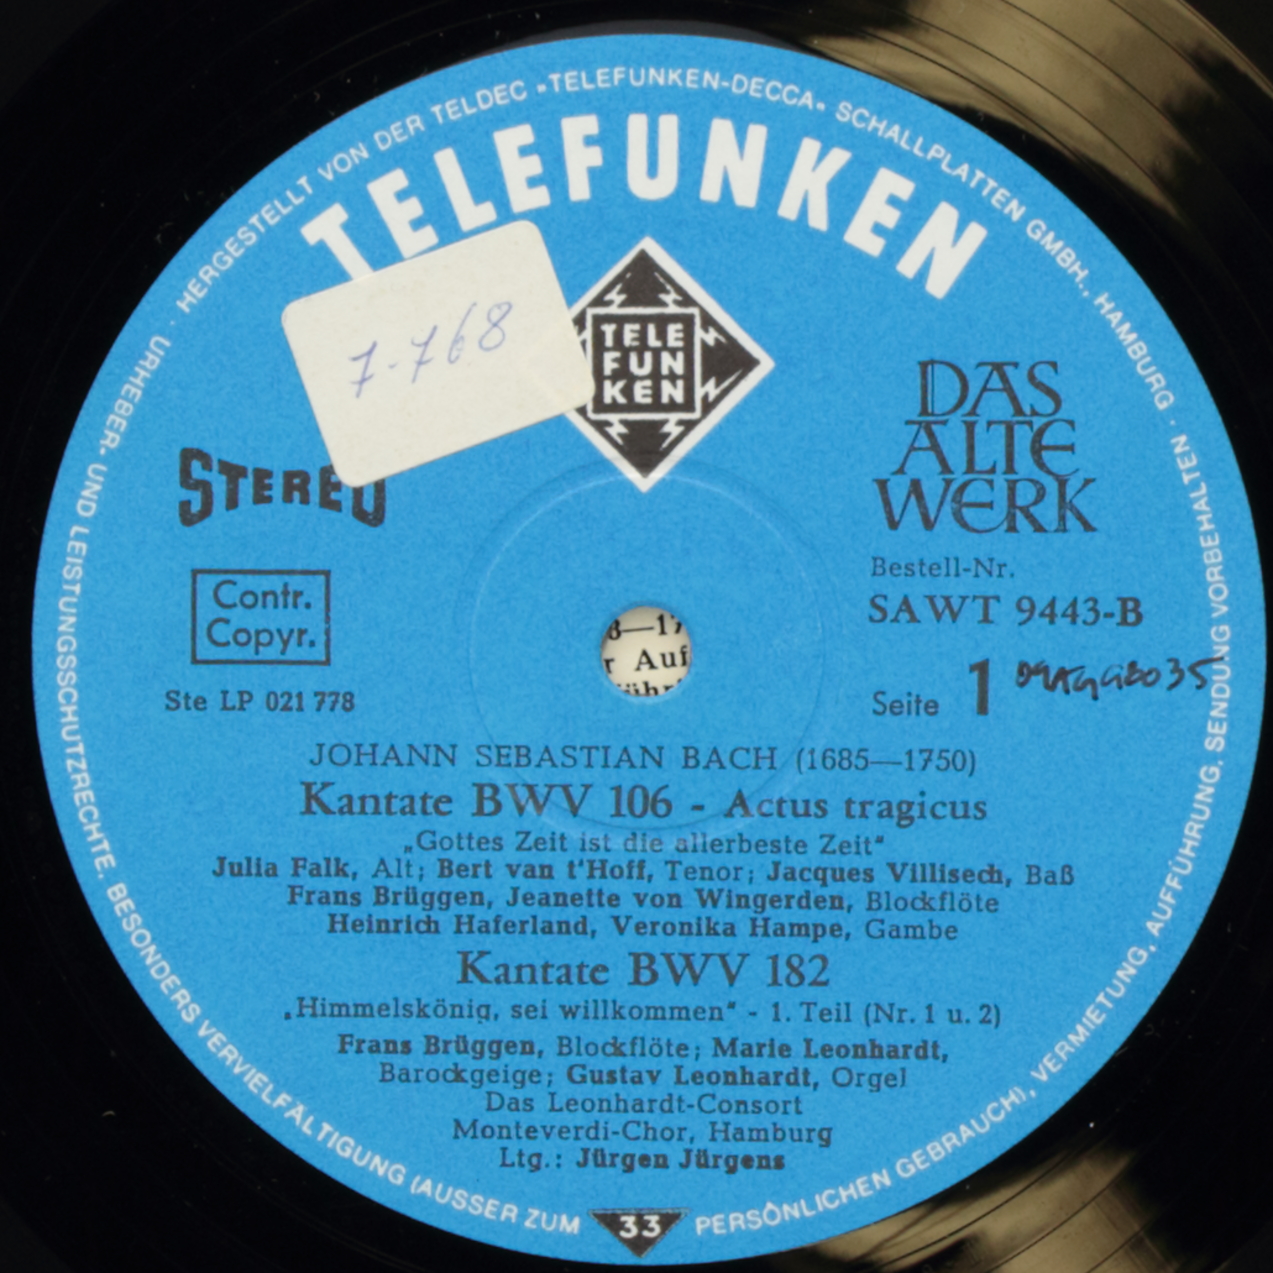 HERGESTELLT VON DER TELDEC »TELEFUNKEN-DECCA« SCHALLPLATTEN GMBH., HAMBURG · URHEBER- UND LEISTUNGSSCHUTZRECHTE, BESONDERS VERVIELFÄLTIGUNG (AUSSER ZUM PERSÖNLICHEN GEBRAUCH), VERMIETUNG, AUFFÜHRUNG, SENDUNG VORBEHALTEN ·
TELEFUNKEN
7-768
TELE
FUN
KEN
STEREO
DAS
ALTE
WERK
Contr.
Copyr.
Bestell-Nr.
SAWT 9443-B
Ste LP 021 778
Seite 1
8—17
r Auf
ühr
JOHANN SEBASTIAN BACH (1685—1750)
Kantate BWV 106 - Actus tragicus
„Gottes Zeit ist die allerbeste Zeit“
Julia Falk, Alt; Bert van t'Hoff, Tenor; Jacques Villisech, Baß
Frans Brüggen, Jeanette von Wingerden, Blockflöte
Heinrich Haferland, Veronika Hampe, Gambe
Kantate BWV 182
„Himmelskönig, sei willkommen“ - 1. Teil (Nr. 1 u. 2)
Frans Brüggen, Blockflöte; Marie Leonhardt,
Barockgeige; Gustav Leonhardt, Orgel
Das Leonhardt-Consort
Monteverdi-Chor, Hamburg
Ltg.: Jürgen Jürgens
33